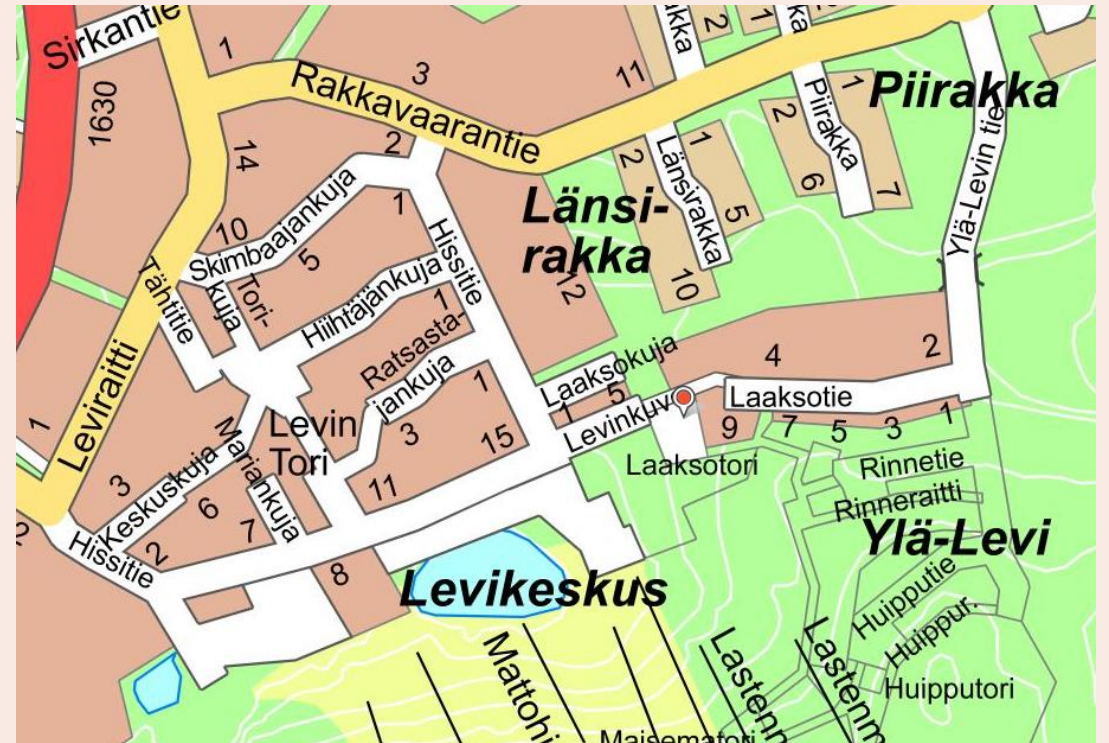 Sirkantie
1
1630
Rakkavaarantie
3
11
2
1
Piirakka
1
2
Piirakka
6
7
Ylä-Levin tie
14
2
1
10
Skimbaajankuja
5
Länsi-
rakka
2
1
Länsirakka
5
10
12
Hissitie
Tähtitie
Tori-
kuja
Hiihtäjänkuja
1
Ratsasta-
jankuja
1
3
Leviraitti
1
Laaksokuja
1
5
4
2
Levinkuv
Laaksotie
9
7
5
3
1
Levin
Tori
15
11
Laaksotori
Rinnetie
Rinneraitti
Ylä-Levi
3
Keskuskuja
Mariankuja
6
7
2
Hissitie
8
Levikeskus
Huipputie
Huippur.
Huipputori
Mattohi
Lastenn
Lastenm
Maisematori